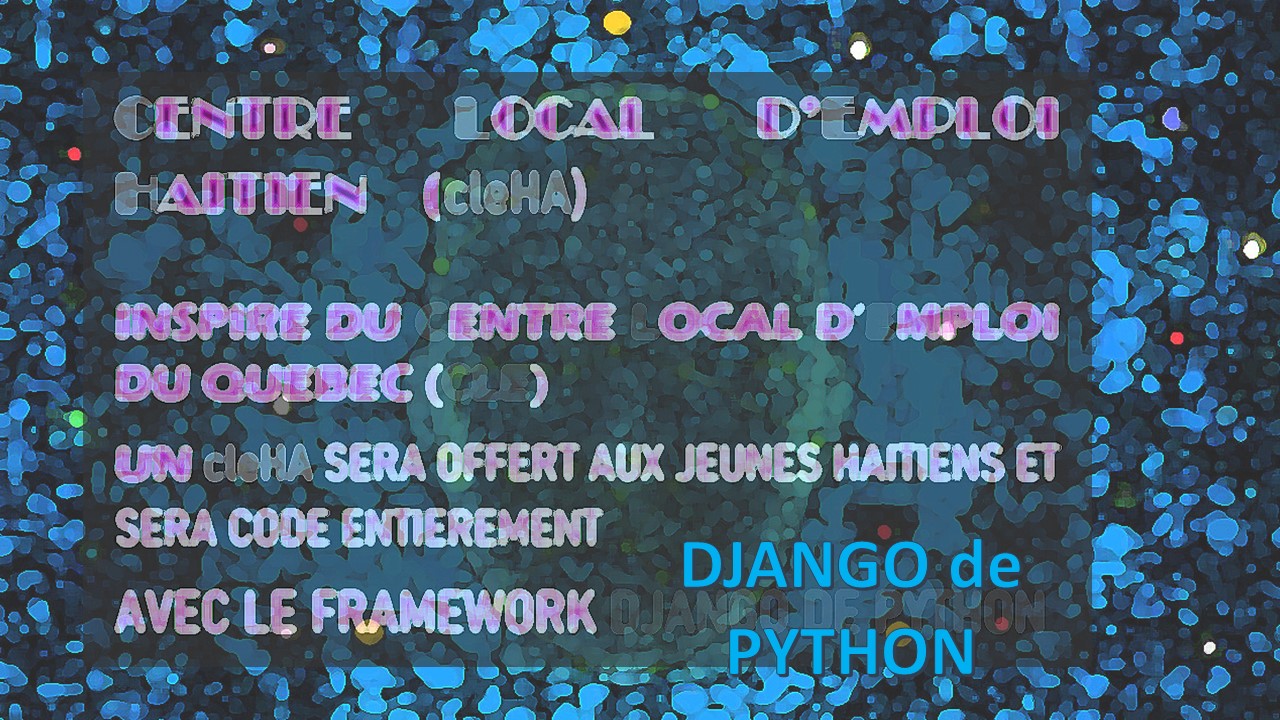 CENTRE LOCAL D'EMPLOI
HAITIEN (cleHA)
INSPIRE DU CENTRE LOCAL D'EMPLOI
DU QUEBEC (CLE)
UN cleHA SERA OFFERT AUX JEUNES HAITIENS ET
SERA CODE ENTIEREMENT
AVEC LE FRAMEWORK DJANGO DE PYTHON
DJANGO de
PYTHON